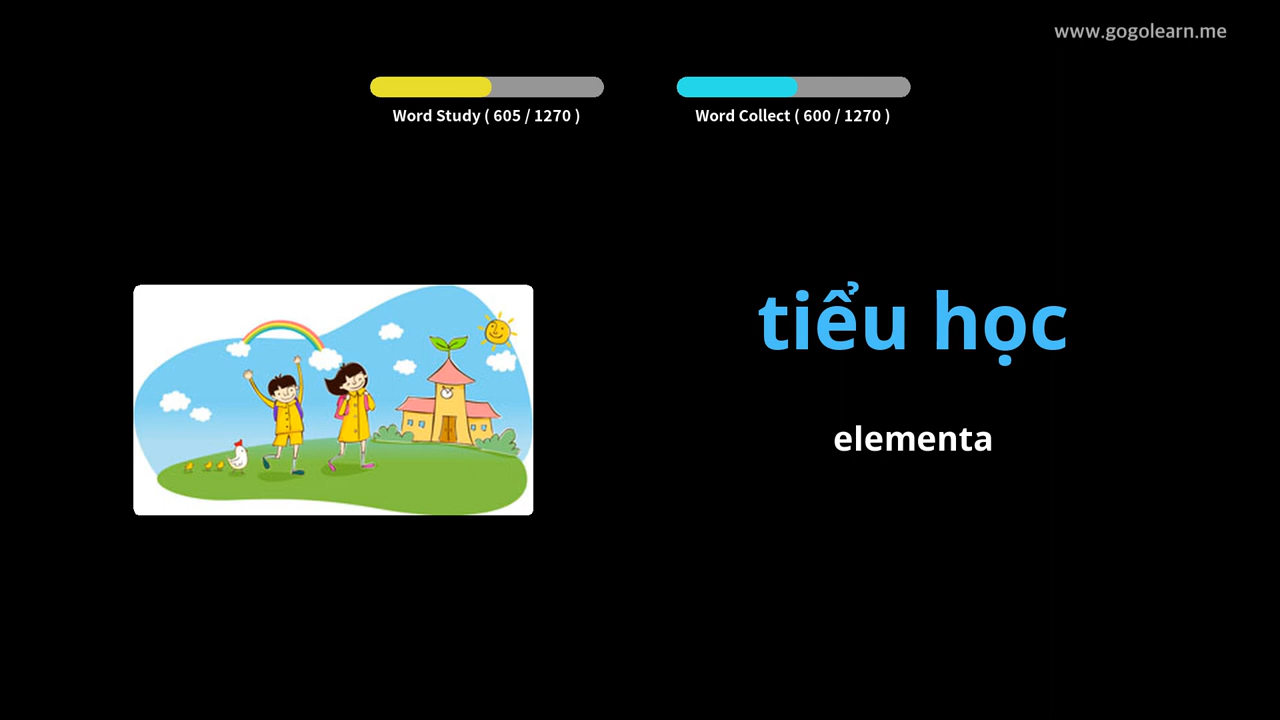 www.gogolearn.me
Word Study ( 605 / 1270 )
Word Collect ( 600 / 1270 )
tiểu học
elementa